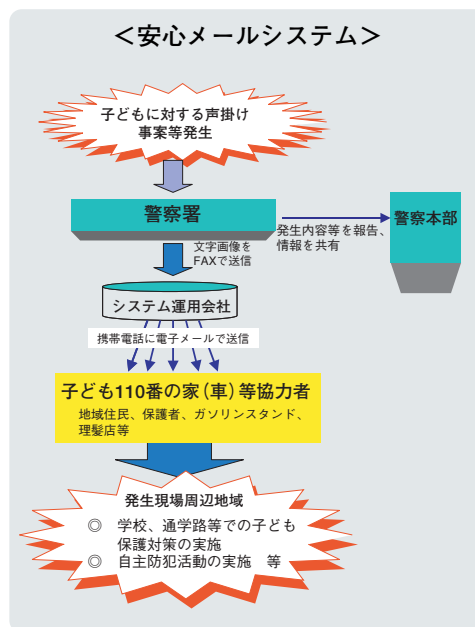 ＜安心メールシステム＞
子どもに対する声掛け
事案等発生
警察署
発生内容等を報告、
情報を共有
警察本部
文字画像を
FAXで送信
システム運用会社
携帯電話に電子メールで送信
子ども110番の家（車）等協力者
地域住民、保護者、ガソリンスタンド、
理髪店等
発生現場周辺地域
◎　学校、通学路等での子ども
保護対策の実施
◎　自主防犯活動の実施　等